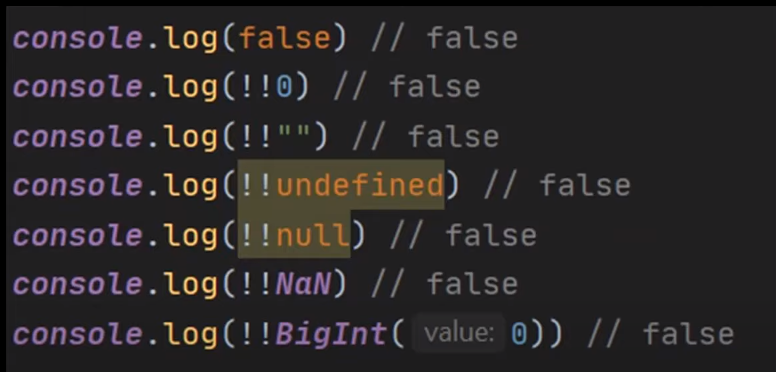 console.log(false) // false
console.log(!!0) // false
console.log(!!"") // false
console.log(!!undefined) // false
console.log(!!null) // false
console.log(!!NaN) // false
console.log(!!BigInt( value: 0)) // false